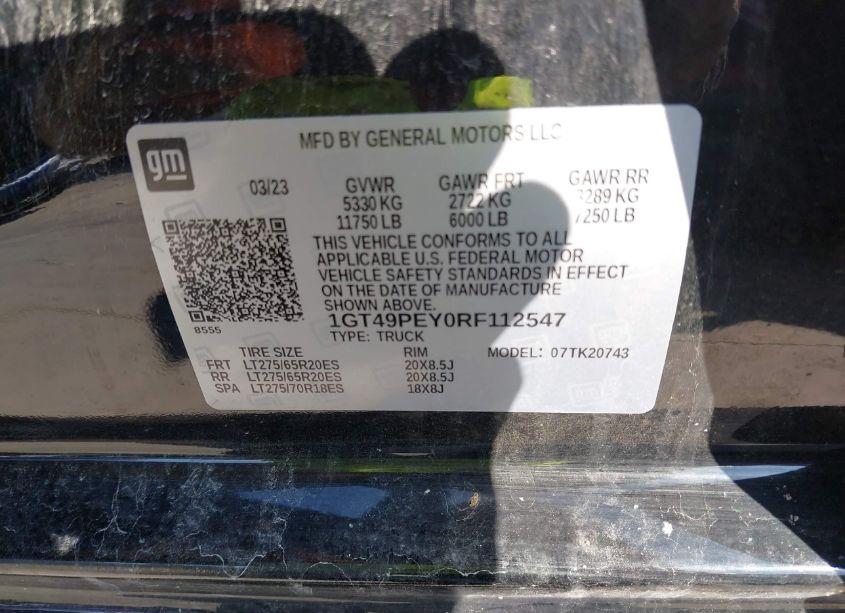 MFD BY GENERAL MOTORS LLC
gm
03/23 GVWR GAWR FRT GAWR RR
5330 KG 2722 KG 3289 KG
11750 LB 6000 LB 7250 LB
THIS VEHICLE CONFORMS TO ALL
APPLICABLE U.S. FEDERAL MOTOR
VEHICLE SAFETY STANDARDS IN EFFECT
ON THE DATE OF MANUFACTURE
SHOWN ABOVE.
8555
1GT49PEY0RF112547
TYPE: TRUCK
TIRE SIZE RIM MODEL: 07TK20743
FRT LT275/65R20ES 20X8.5J
RR LT275/65R20ES 20X8.5J
SPA LT275/70R18ES 18X8J